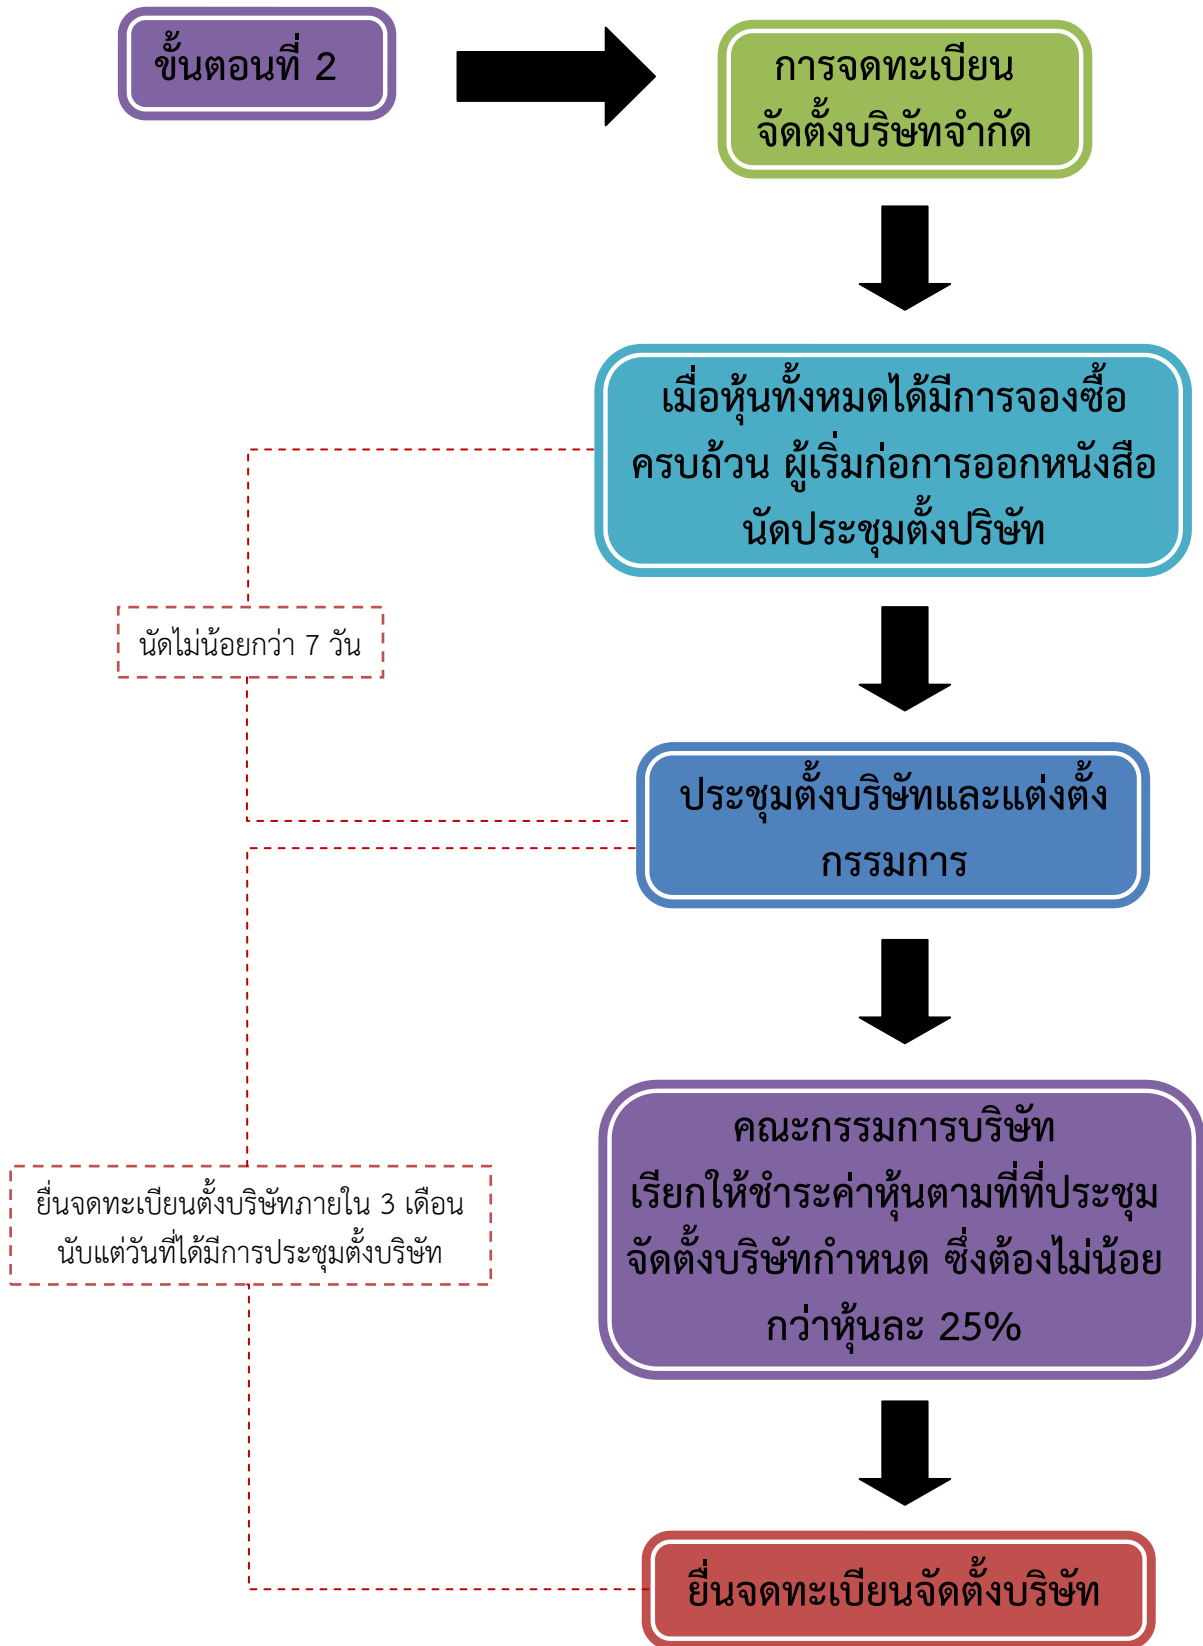 ขั้นตอนที่ 2
การจดทะเบียน
จัดตั้งบริษัทจำกัด
เมื่อหุ้นทั้งหมดได้มีการจองซื้อ
ครบถ้วน ผู้เริ่มก่อการออกหนังสือ
นัดประชุมตั้งปริษัท
นัดไม่น้อยกว่า 7 วัน
ประชุมตั้งบริษัทและแต่งตั้ง
กรรมการ
คณะกรรมการบริษัท
เรียกให้ชำระค่าหุ้นตามที่ที่ประชุม
จัดตั้งบริษัทกำหนด ซึ่งต้องไม่น้อย
กว่าหุ้นละ 25%
ยื่นจดทะเบียนตั้งบริษัทภายใน 3 เดือน
นับแต่วันที่ได้มีการประชุมตั้งบริษัท
ยื่นจดทะเบียนจัดตั้งบริษัท